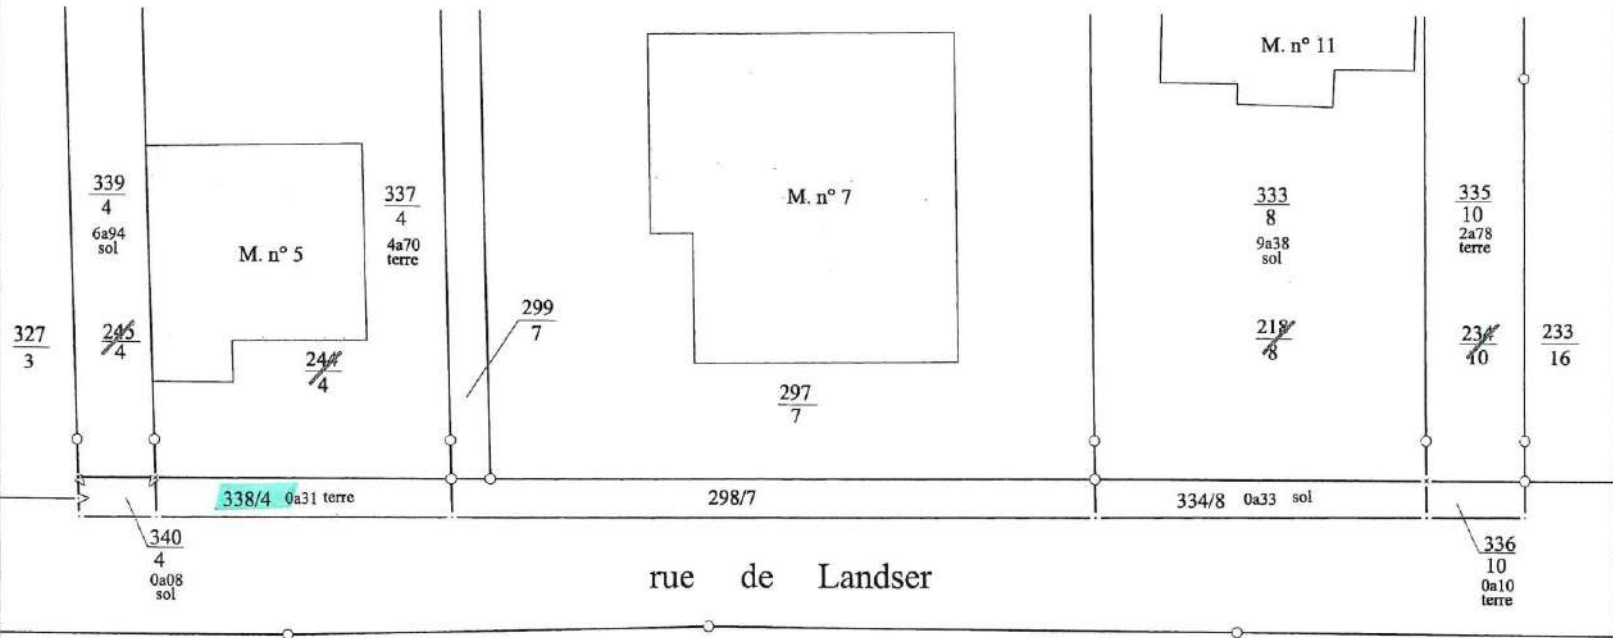 M. n° 11
339
4
6a94
sol
M. n° 5
337
4
4a70
terre
M. n° 7
333
8
9a38
sol
335
10
2a78
terre
327
3
245
4
244
4
299
7
297
7
218
8
234
10
233
16
338/4 0a31 terre
298/7
334/8 0a33 sol
340
4
0a08
sol
rue de Landser
336
10
0a10
terre